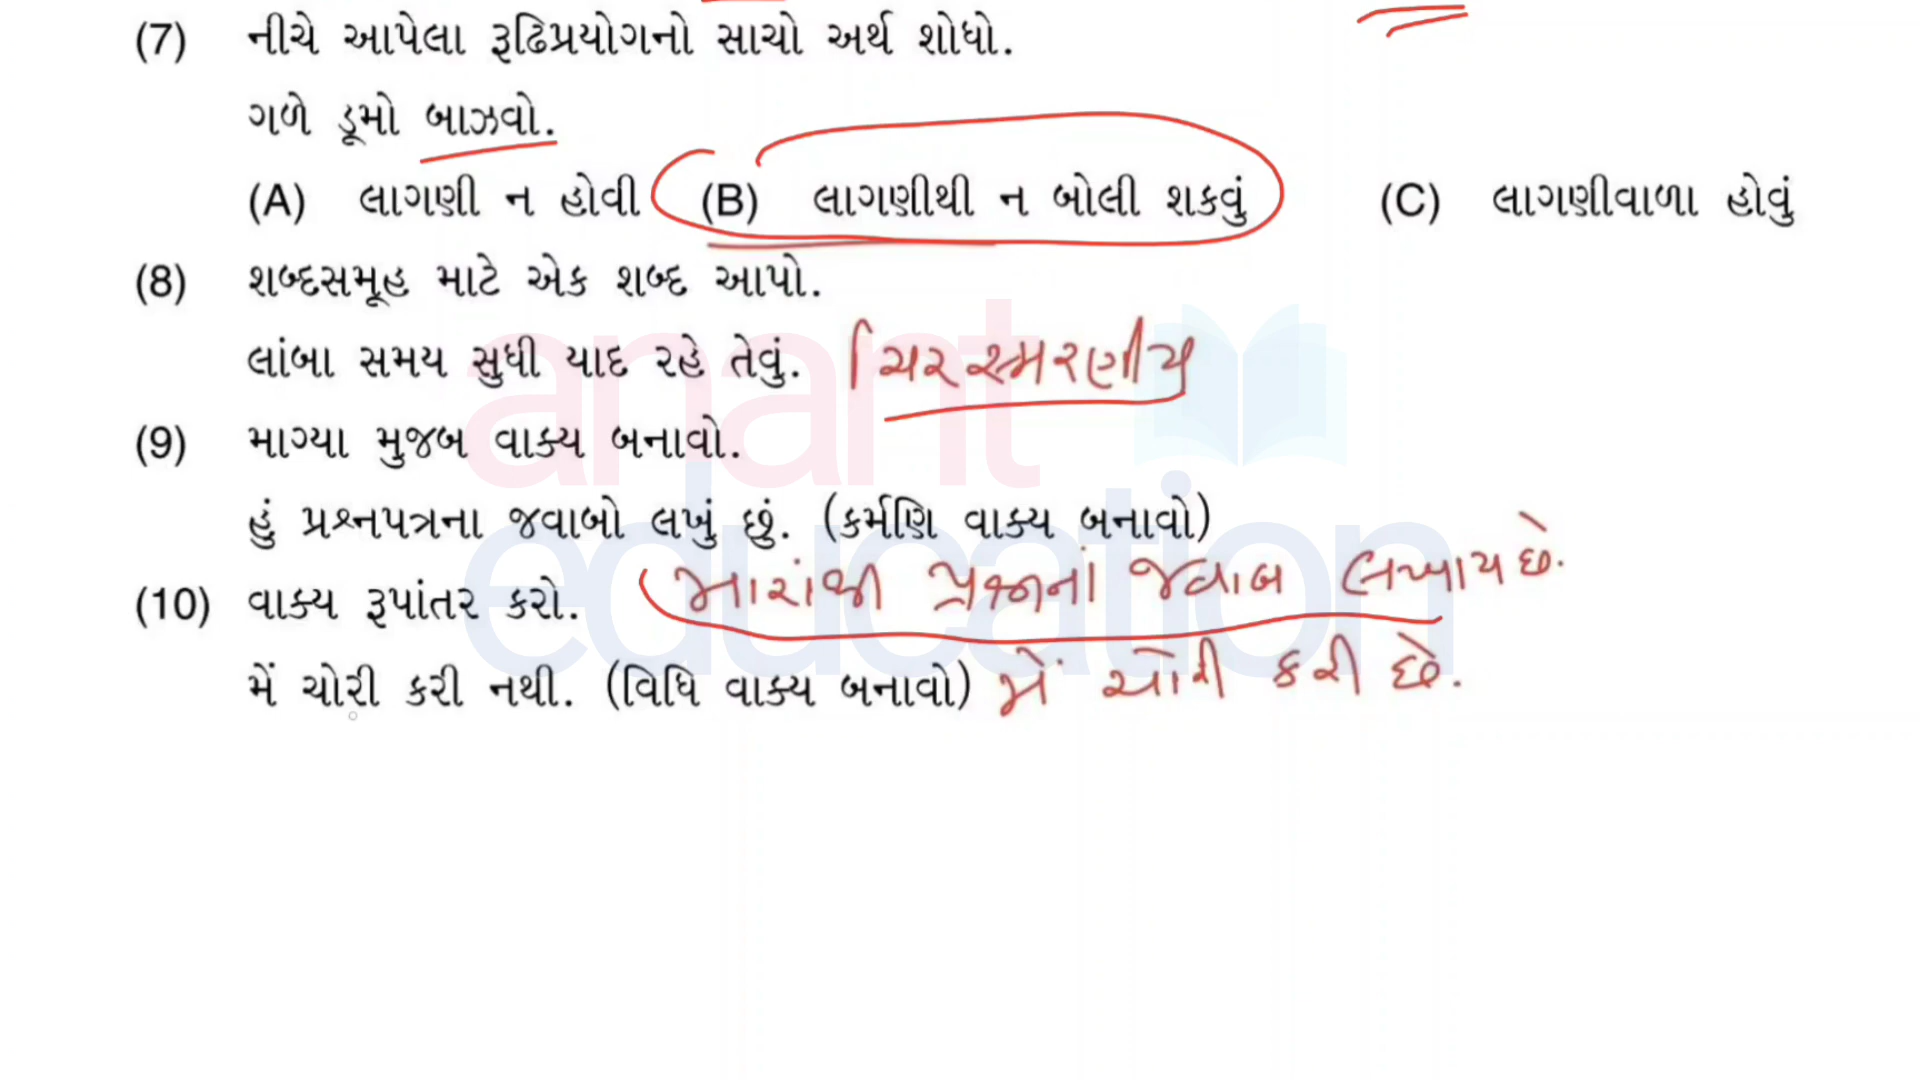 (7) નીચે આપેલા રૂઢિપ્રયોગનો સાચો અર્થ શોધો.
ગળે ડૂમો બાઝવો.
(A) લાગણી ન હોવી (B) લાગણીથી ન બોલી શકવું (C) લાગણીવાળા હોવું
(8) શબ્દસમૂહ માટે એક શબ્દ આપો.
લાંબા સમય સુધી યાદ રહે તેવું. ચિરસ્મરણીય
(9) માગ્યા મુજબ વાક્ય બનાવો.
હું પ્રશ્નપત્રના જવાબો લખું છું. (કર્મણિ વાક્ય બનાવો)
મારાંથી પ્રશ્નનાં જવાબ લખાય છે.
(10) વાક્ય રૂપાંતર કરો.
મેં ચોરી કરી નથી. (વિધિ વાક્ય બનાવો) મેં ચોરી કરી છે.
anant
education